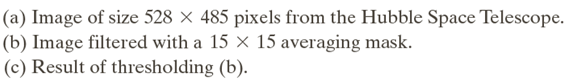 (a) Image of size 528 × 485 pixels from the Hubble Space Telescope.
(b) Image filtered with a 15 × 15 averaging mask.
(c) Result of thresholding (b).